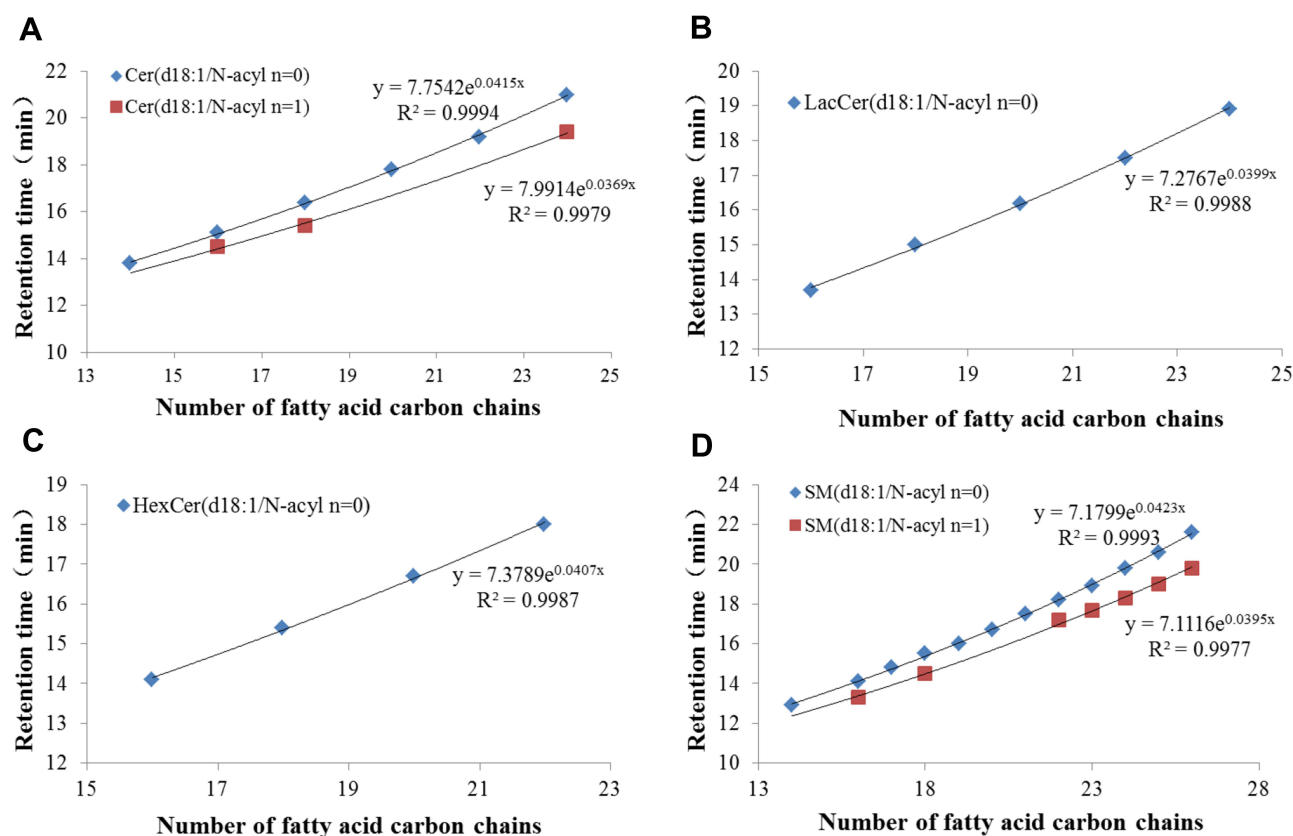 A
Cer(d18:1/N-acyl n=0)
Cer(d18:1/N-acyl n=1)
y = 7.7542e0.0415x
R² = 0.9994
y = 7.9914e0.0369x
R² = 0.9979
Retention time（min）
22
20
18
16
14
12
10
13
15
17
19
21
23
25
Number of fatty acid carbon chains
B
LacCer(d18:1/N-acyl n=0)
y = 7.2767e0.0399x
R² = 0.9988
Retention time（min）
20
19
18
17
16
15
14
13
12
15
17
19
21
23
25
Number of fatty acid carbon chains
C
HexCer(d18:1/N-acyl n=0)
y = 7.3789e0.0407x
R² = 0.9987
Retention time（min）
19
18
17
16
15
14
13
12
15
17
19
21
23
Number of fatty acid carbon chains
D
SM(d18:1/N-acyl n=0)
SM(d18:1/N-acyl n=1)
y = 7.1799e0.0423x
R² = 0.9993
y = 7.1116e0.0395x
R² = 0.9977
Retention time（min）
24
22
20
18
16
14
12
10
13
18
23
28
Number of fatty acid carbon chains